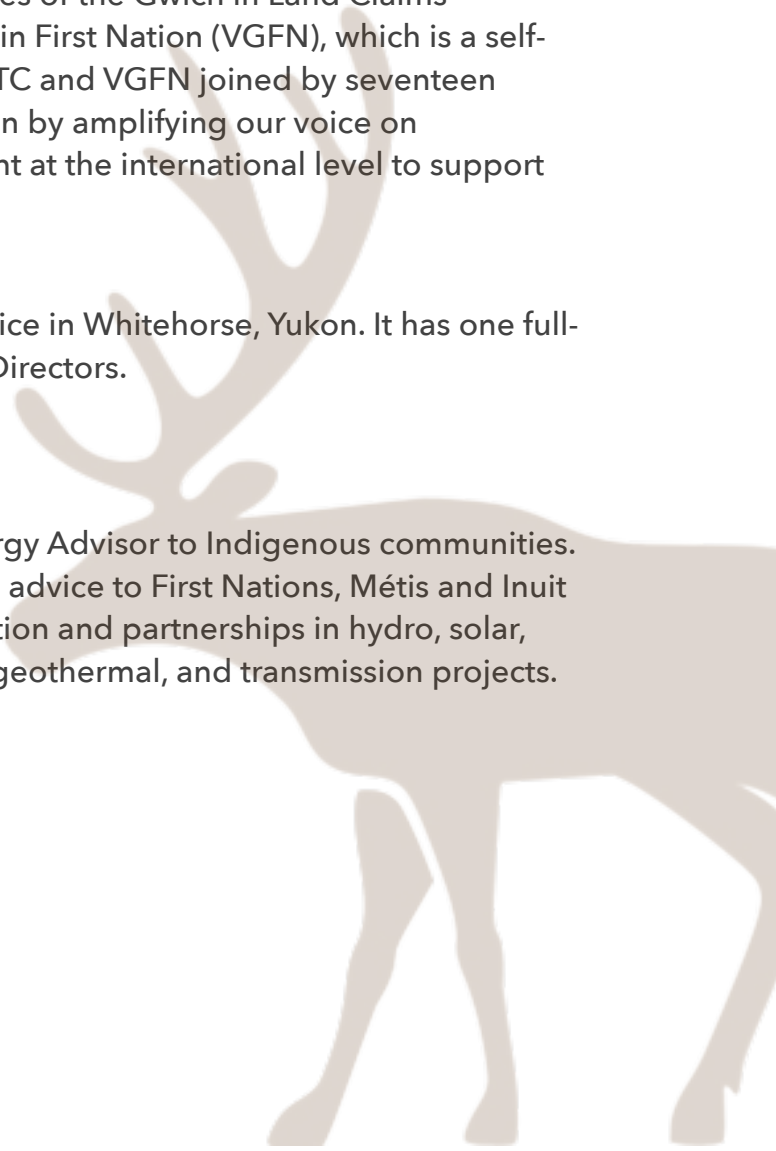 of the Gwich'in Land Claims
in First Nation (VGFN), which is a self-
TC and VGFN joined by seventeen
n by amplifying our voice on
nt at the international level to support
ice in Whitehorse, Yukon. It has one full-
Directors.
rgy Advisor to Indigenous communities.
advice to First Nations, Métis and Inuit
tion and partnerships in hydro, solar,
geothermal, and transmission projects.